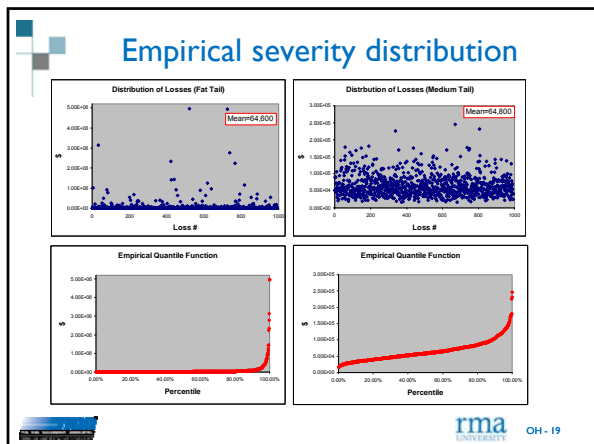 Empirical severity distribution
Distribution of Losses (Fat Tail)
5.00E+06
4.00E+06
3.00E+06
2.00E+06
1.00E+06
0.00E+00
$
Mean=64,600
0 200 400 600 800 1000
Loss #
Distrbution of Losses (Medium Tail)
3.00E+05
2.50E+05
2.00E+05
1.50E+05
1.00E+05
5.00E+04
0.00E+00
$
Mean=64,800
0 200 400 600 800 1000
Loss #
Empirical Quantile Function
5.00E+06
4.00E+06
3.00E+06
2.00E+06
1.00E+06
0.00E+00
$
0.00% 20.00% 40.00% 60.00% 80.00% 100.00%
Percentile
Empirical Quantile Function
3.00E+05
2.50E+05
2.00E+05
1.50E+05
1.00E+05
5.00E+04
0.00E+00
$
0.00% 20.00% 40.00% 60.00% 80.00% 100.00%
Percentile
rma
UNIVERSITY
OH - 19